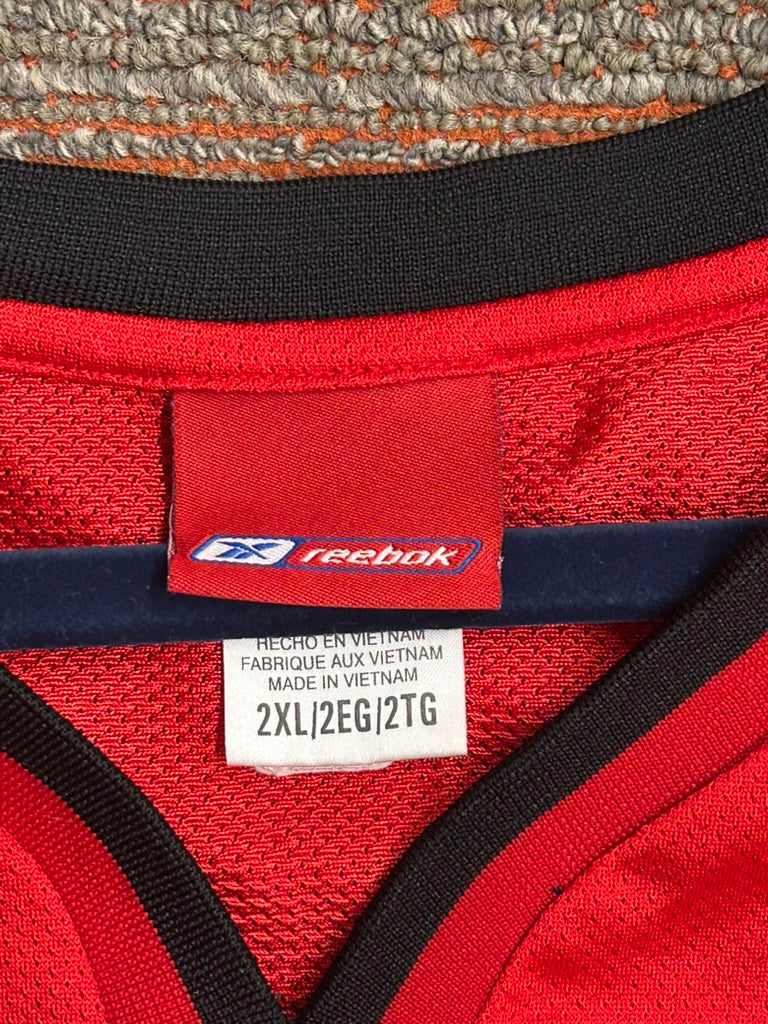 reebok
HECHO EN VIETNAM
FABRIQUE AUX VIETNAM
MADE IN VIETNAM
2XL/2EG/2TG